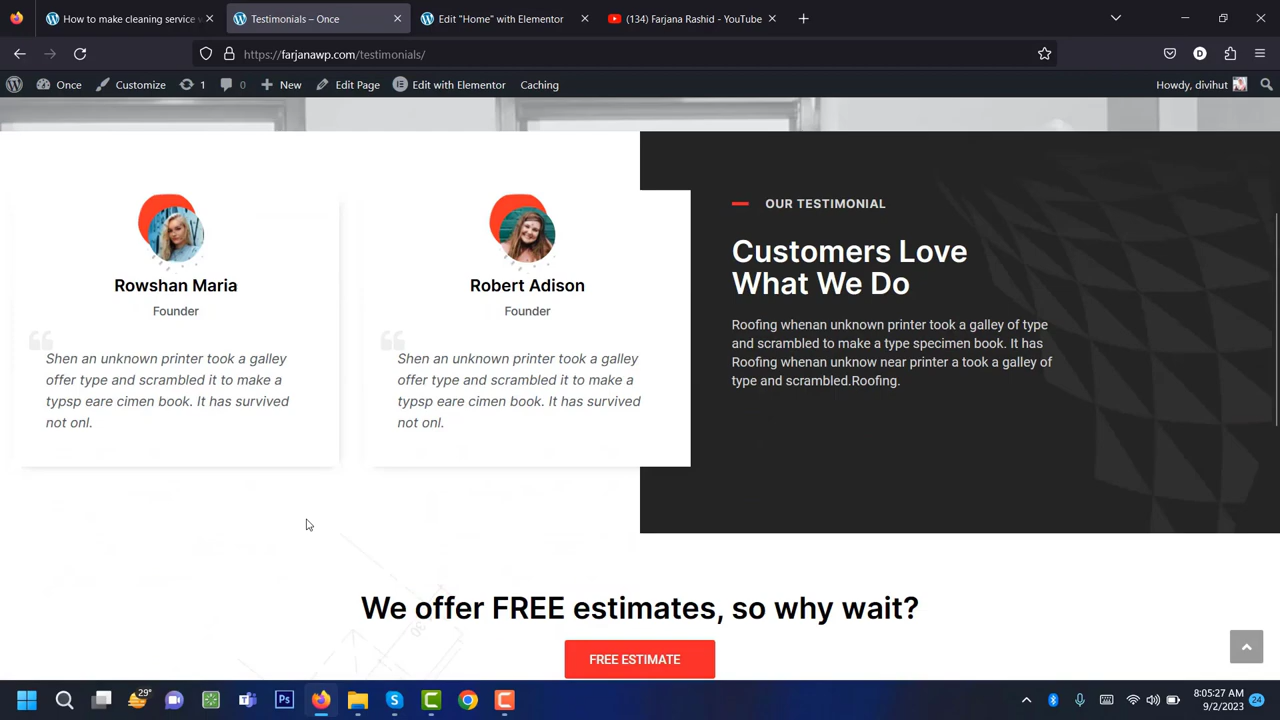 How to make cleaning service w
Testimonials – Once
Edit "Home" with Elementor
(134) Farjana Rashid - YouTube
https://farjanawp.com/testimonials/
Once
Customize
1
0
New
Edit Page
Edit with Elementor
Caching
Howdy, divihut
Rowshan Maria
Founder
Shen an unknown printer took a galley
offer type and scrambled it to make a
typsp eare cimen book. It has survived
not onl.
Robert Adison
Founder
Shen an unknown printer took a galley
offer type and scrambled it to make a
typsp eare cimen book. It has survived
not onl.
OUR TESTIMONIAL
Customers Love
What We Do
Roofing whenan unknown printer took a galley of type
and scrambled to make a type specimen book. It has
Roofing whenan unknow near printer a took a galley of
type and scrambled.Roofing.
We offer FREE estimates, so why wait?
FREE ESTIMATE
29°
Ps
8:05:27 AM
9/2/2023
24